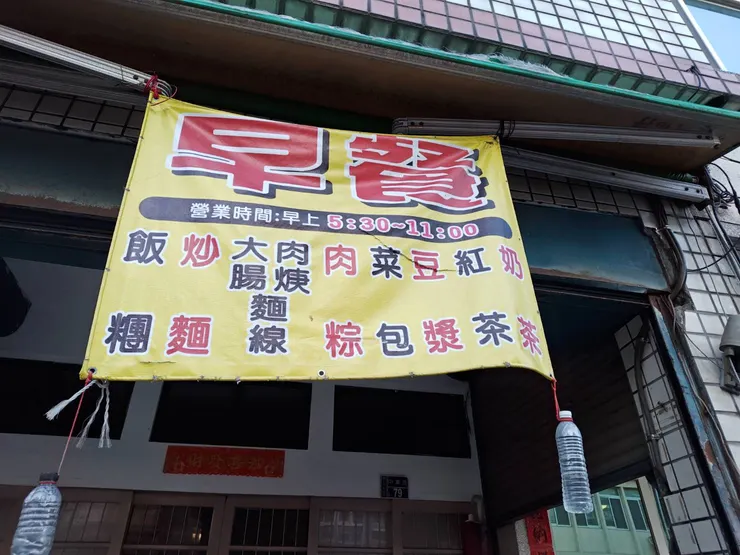 早餐
營業時間:早上 5:30~11:00
奶茶
紅茶
豆漿
菜包
肉粽
大腸肉焿麵線
炒麵
飯糰
79